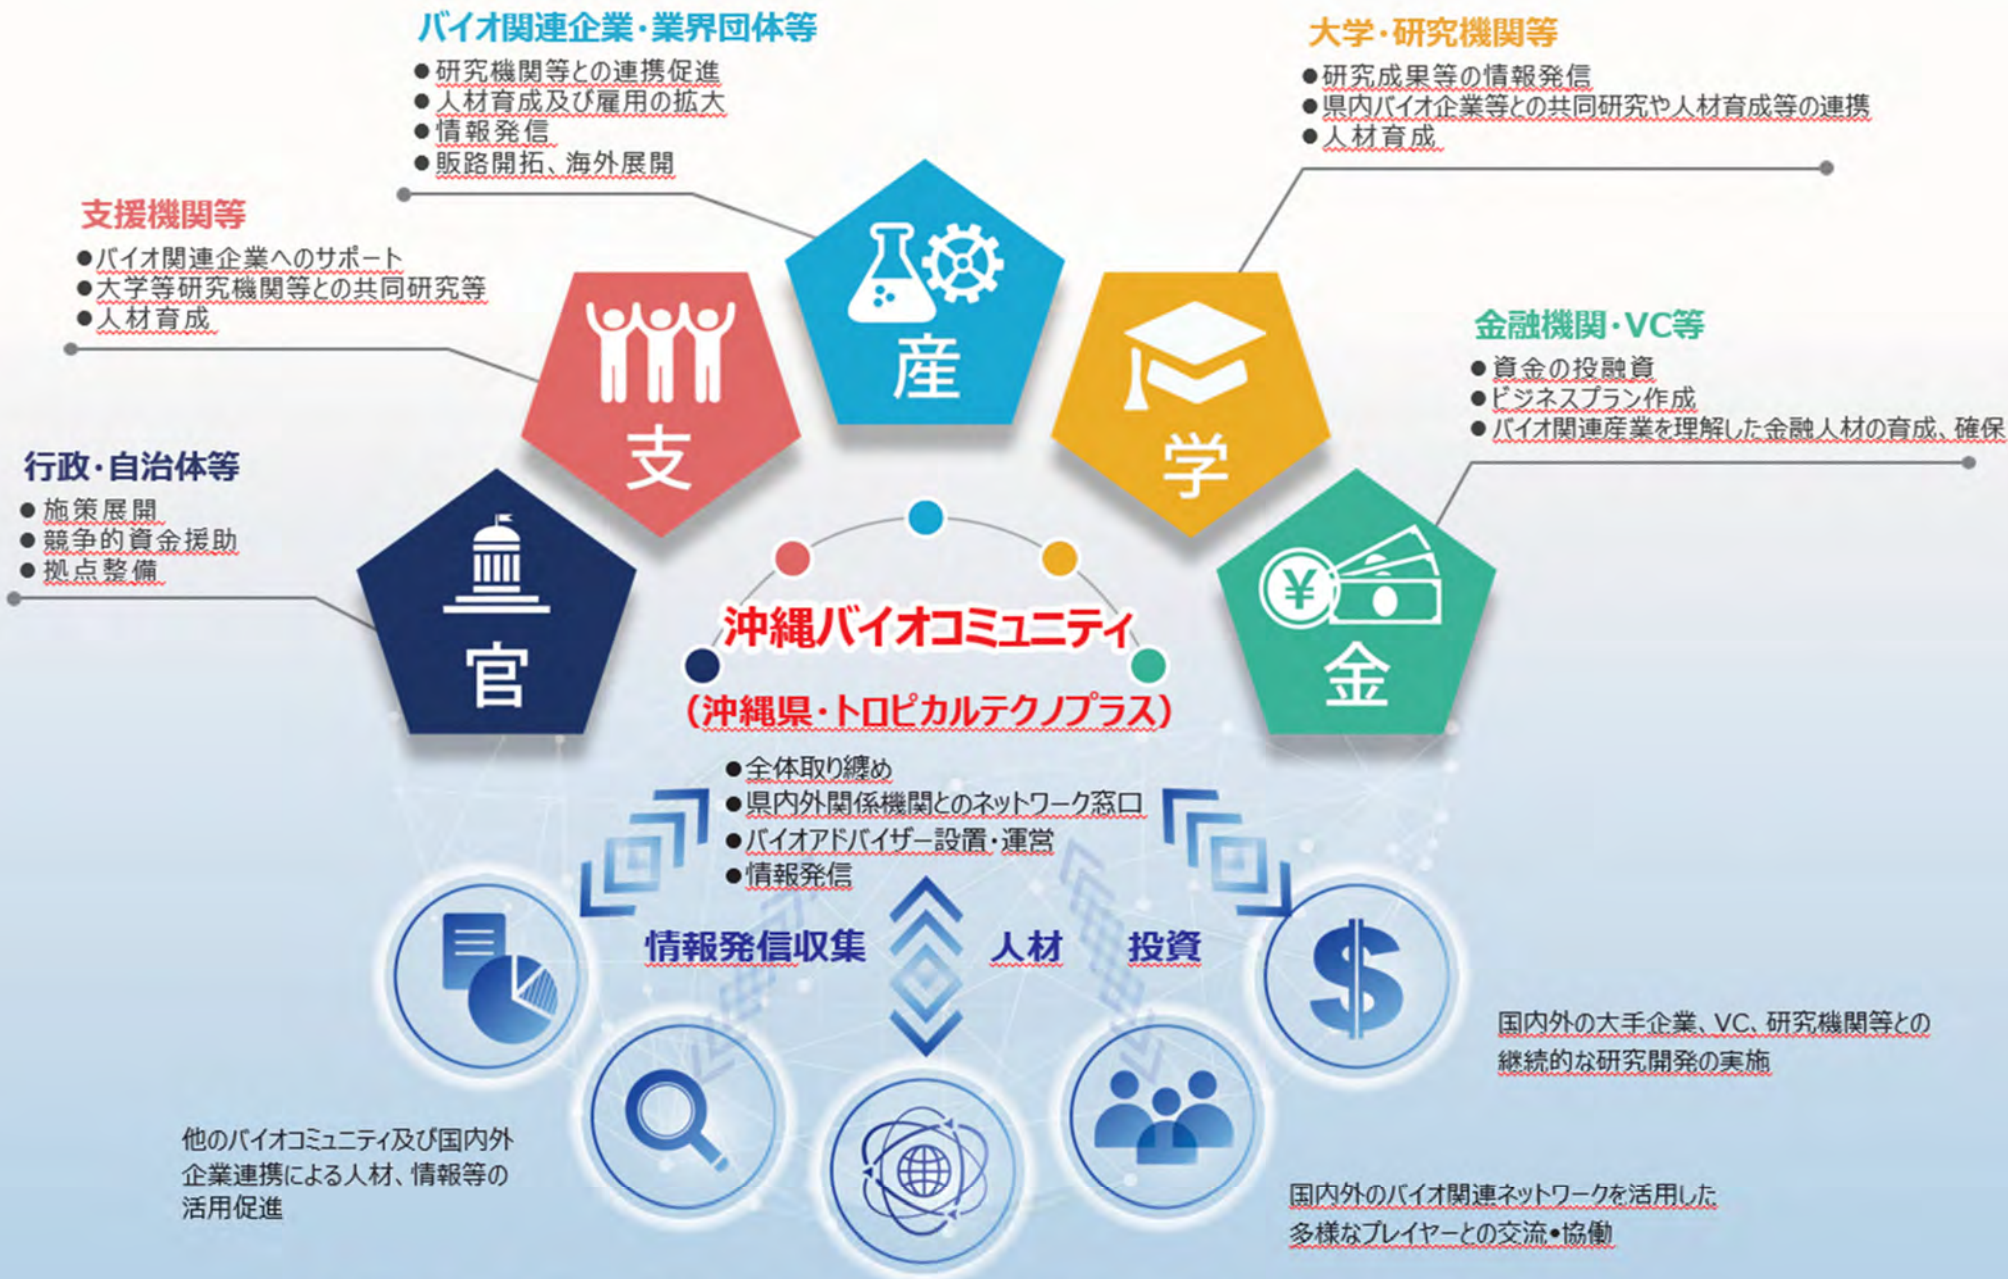 バイオ関連企業・業界団体等
●研究機関等との連携促進
●人材育成及び雇用の拡大
●情報発信
●販路開拓、海外展開
大学・研究機関等
●研究成果等の情報発信
●県内バイオ企業等との共同研究や人材育成等の連携
●人材育成
支援機関等
●バイオ関連企業へのサポート
●大学等研究機関等との共同研究等
●人材育成
金融機関・VC等
●資金の投融資
●ビジネスプラン作成
●バイオ関連産業を理解した金融人材の育成、確保
行政・自治体等
●施策展開
●競争的資金援助
●拠点整備
産
支
学
官
¥
金
沖縄バイオコミュニティ
（沖縄県・トロピカルテクノプラス）
●全体取り纏め
●県内外関係機関とのネットワーク窓口
●バイオアドバイザー設置・運営
●情報発信
情報発信収集
人材
投資
$
国内外の大手企業、VC、研究機関等との
継続的な研究開発の実施
他のバイオコミュニティ及び国内外
企業連携による人材、情報等の
活用促進
国内外のバイオ関連ネットワークを活用した
多様なプレイヤーとの交流•協働